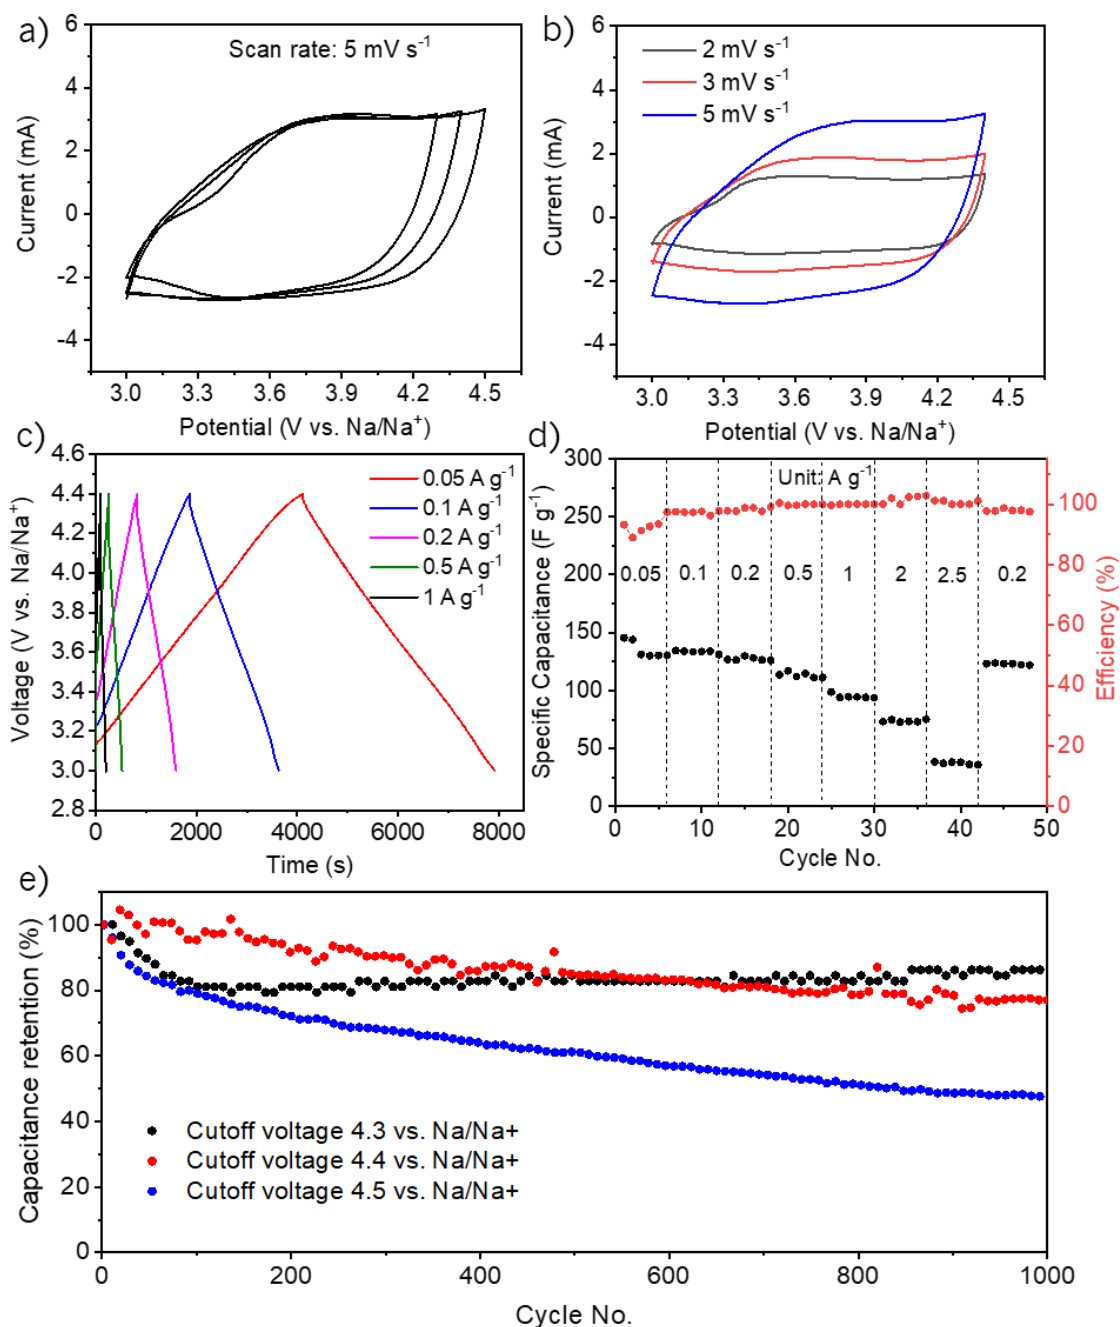 a)
Scan rate: 5 mV s⁻¹
6
4
2
0
-2
-4
Current (mA)
3.0
3.3
3.6
3.9
4.2
4.5
Potential (V vs. Na/Na⁺)
b)
2 mV s⁻¹
3 mV s⁻¹
5 mV s⁻¹
6
4
2
0
-2
-4
Current (mA)
3.0
3.3
3.6
3.9
4.2
4.5
Potential (V vs. Na/Na⁺)
c)
0.05 A g⁻¹
0.1 A g⁻¹
0.2 A g⁻¹
0.5 A g⁻¹
1 A g⁻¹
4.6
4.4
4.2
4.0
3.8
3.6
3.4
3.2
3.0
2.8
Voltage (V vs. Na/Na⁺)
0
2000
4000
6000
8000
Time (s)
d)
Unit: A g⁻¹
0.05
0.1
0.2
0.5
1
2
2.5
0.2
300
250
200
150
100
50
0
Specific Capacitance (F g⁻¹)
100
80
60
40
20
0
Efficiency (%)
0
10
20
30
40
50
Cycle No.
e)
100
80
60
40
20
0
Capacitance retention (%)
Cutoff voltage 4.3 vs. Na/Na+
Cutoff voltage 4.4 vs. Na/Na+
Cutoff voltage 4.5 vs. Na/Na+
0
200
400
600
800
1000
Cycle No.